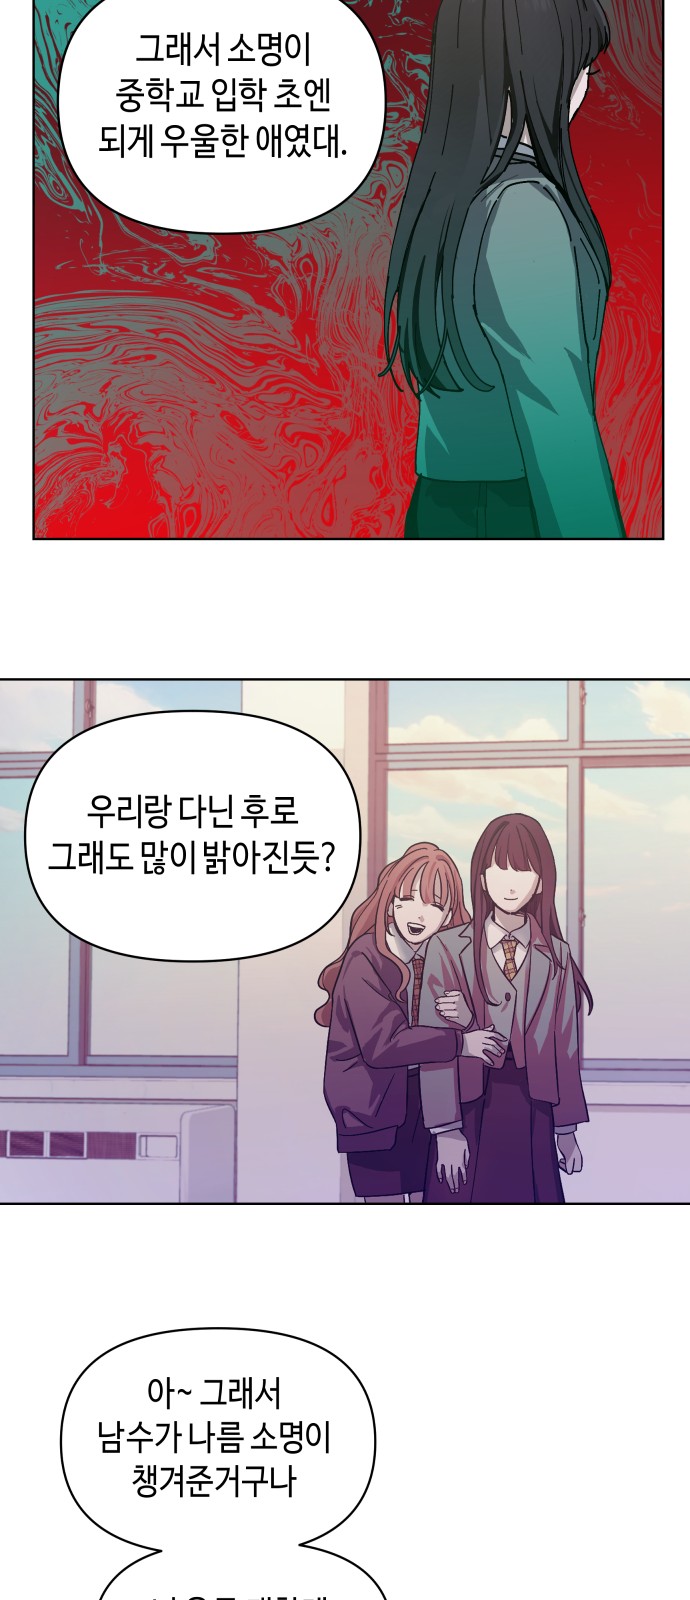 그래서 소명이
중학교 입학 초엔
되게 우울한 애였대.
우리랑 다닌 후로
그래도 많이 밝아진듯?
아~ 그래서
남수가 나름 소명이
챙겨준거구나